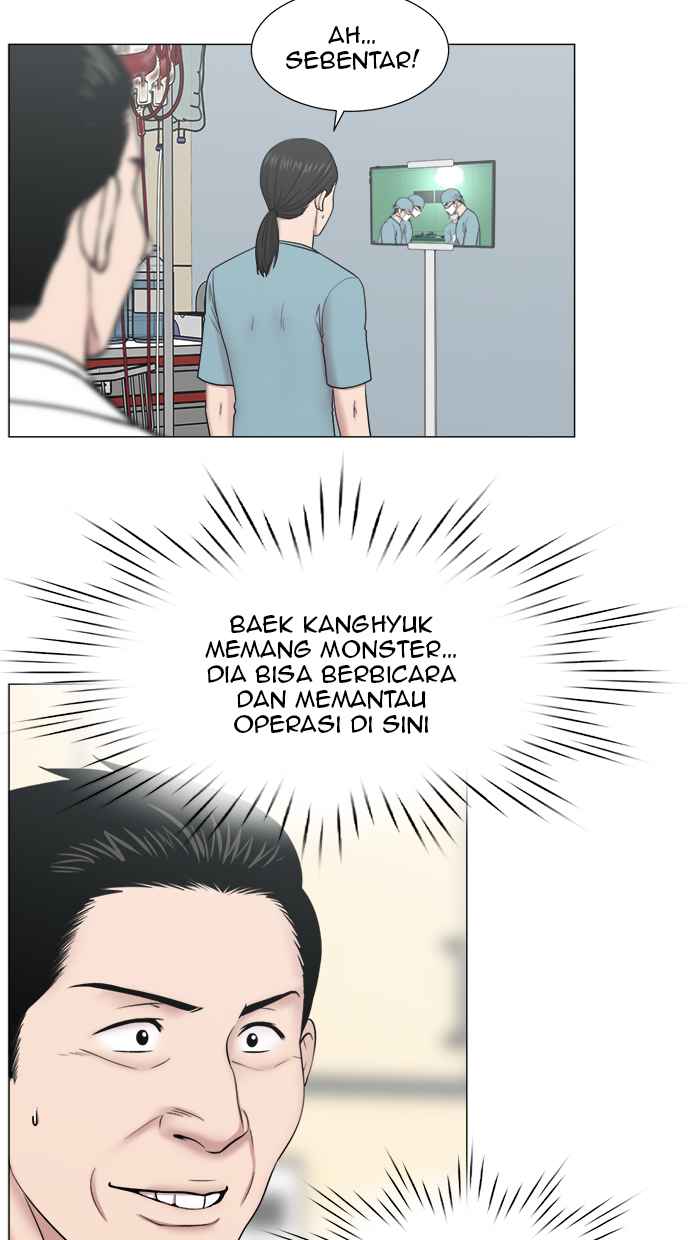 AH...
SEBENTAR!
BAEK KANGHYUK
MEMANG MONSTER...
DIA BISA BERBICARA
DAN MEMANTAU
OPERASI DI SINI